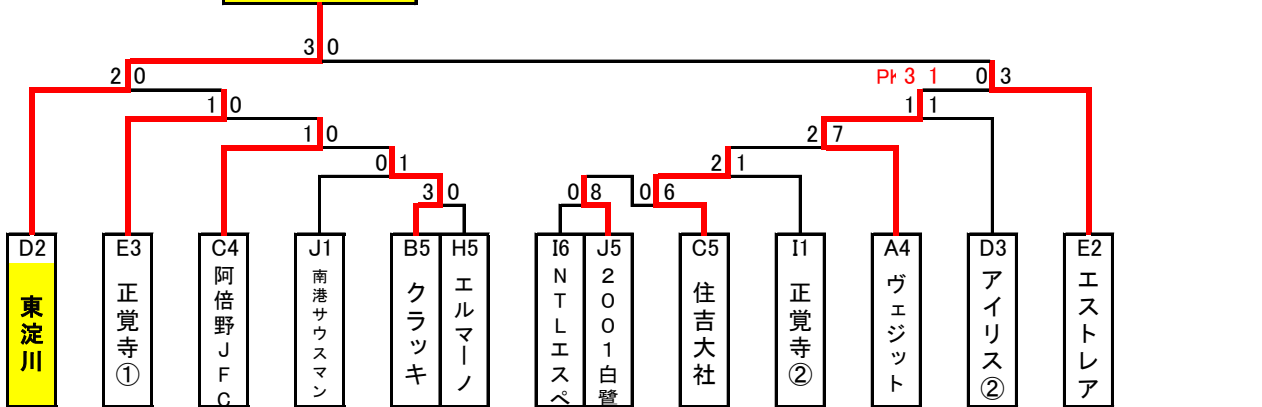 3 0
2 0
PK 3 1
0 3
1 0
1 1
1 0
2 7
0 1
2 1
3 0
0 8
0 6
D2
E3
C4
J1
B5
H5
I6
J5
C5
I1
A4
D3
E2
東淀川
正覚寺①
阿倍野JFC
南港サウスマン
クラッキ
エルマーノ
NTLエスペ
2001白鷺
住吉大社
正覚寺②
ヴェジット
アイリス②
エストレア